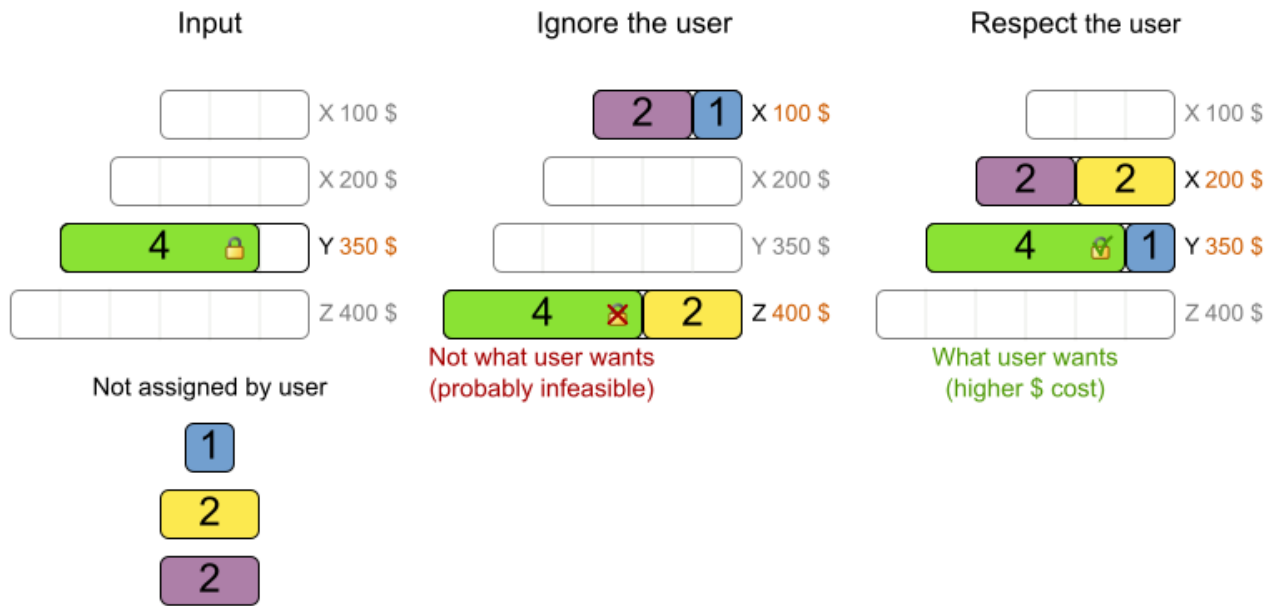 Input
X 100 $
X 200 $
4
Y 350 $
Z 400 $
Not assigned by user
1
2
2
Ignore the user
2 1 X 100 $
X 200 $
Y 350 $
4 2 Z 400 $
Not what user wants
(probably infeasible)
Respect the user
X 100 $
2 2 X 200 $
4 1 Y 350 $
Z 400 $
What user wants
(higher $ cost)